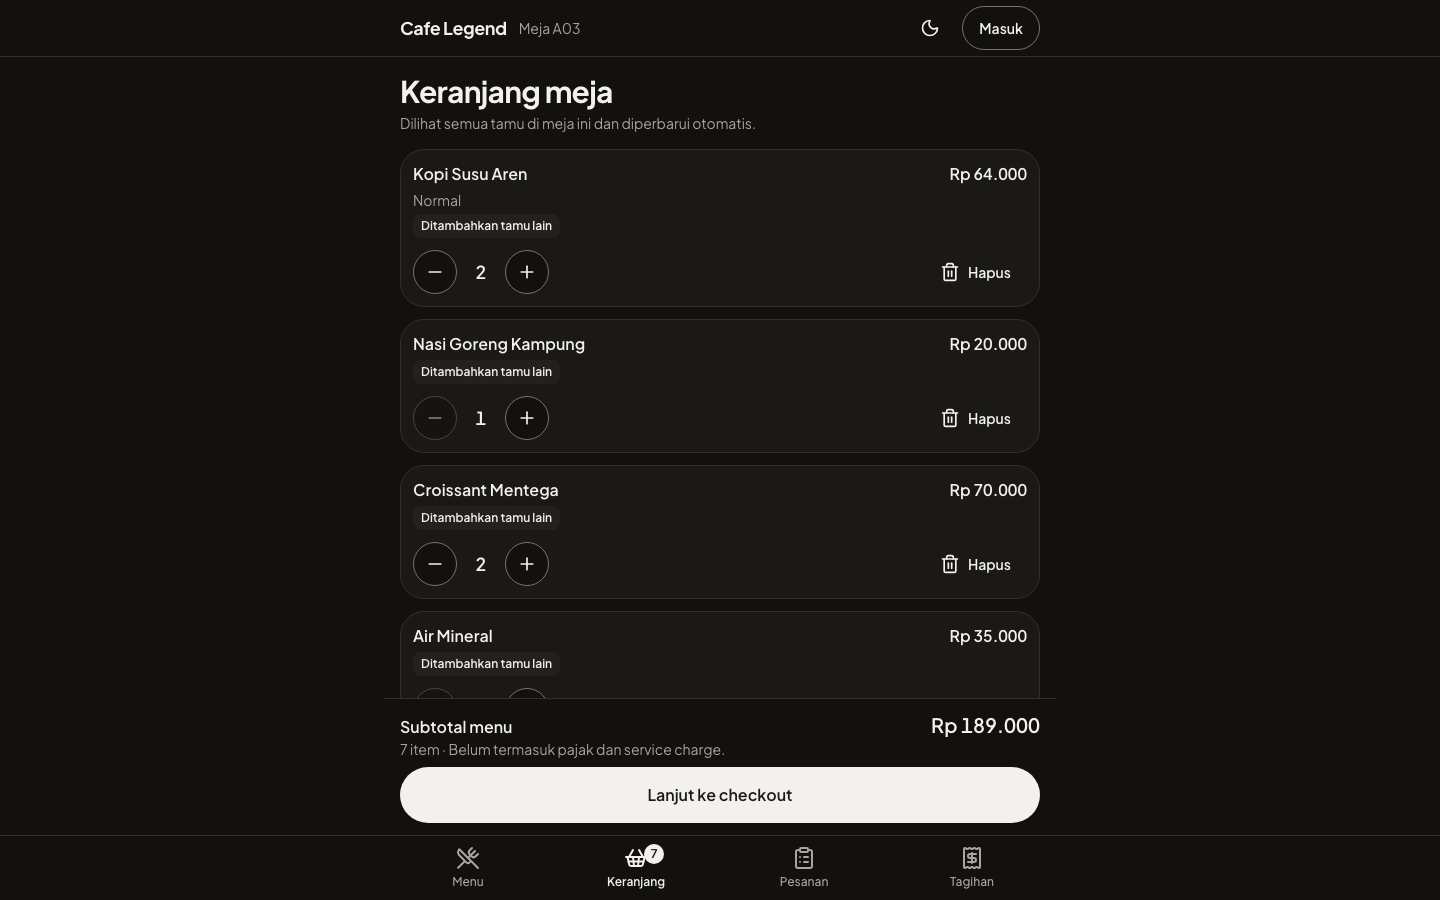 Cafe Legend Meja A03 Masuk
Keranjang meja
Dilihat semua tamu di meja ini dan diperbarui otomatis.
Kopi Susu Aren Rp 64.000
Normal
Ditambahkan tamu lain
2 Hapus
Nasi Goreng Kampung Rp 20.000
Ditambahkan tamu lain
1 Hapus
Croissant Mentega Rp 70.000
Ditambahkan tamu lain
2 Hapus
Air Mineral Rp 35.000
Ditambahkan tamu lain
Subtotal menu Rp 189.000
7 item · Belum termasuk pajak dan service charge.
Lanjut ke checkout
7
Menu Keranjang Pesanan Tagihan